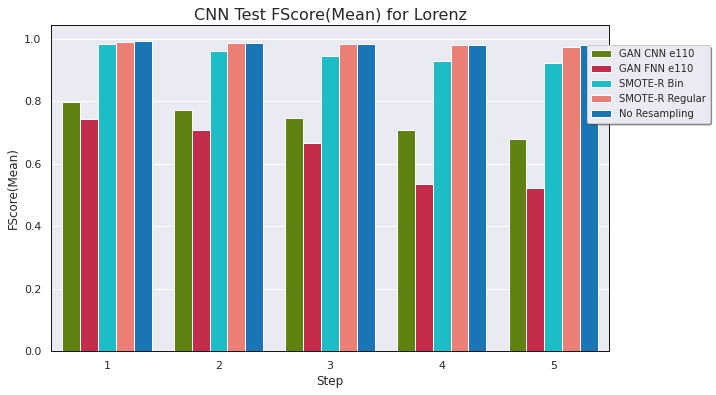 CNN Test FScore(Mean) for Lorenz
1.0
0.8
0.6
0.4
0.2
0.0
FScore(Mean)
1 2 3 4 5
Step
GAN CNN e110
GAN FNN e110
SMOTE-R Bin
SMOTE-R Regular
No Resampling